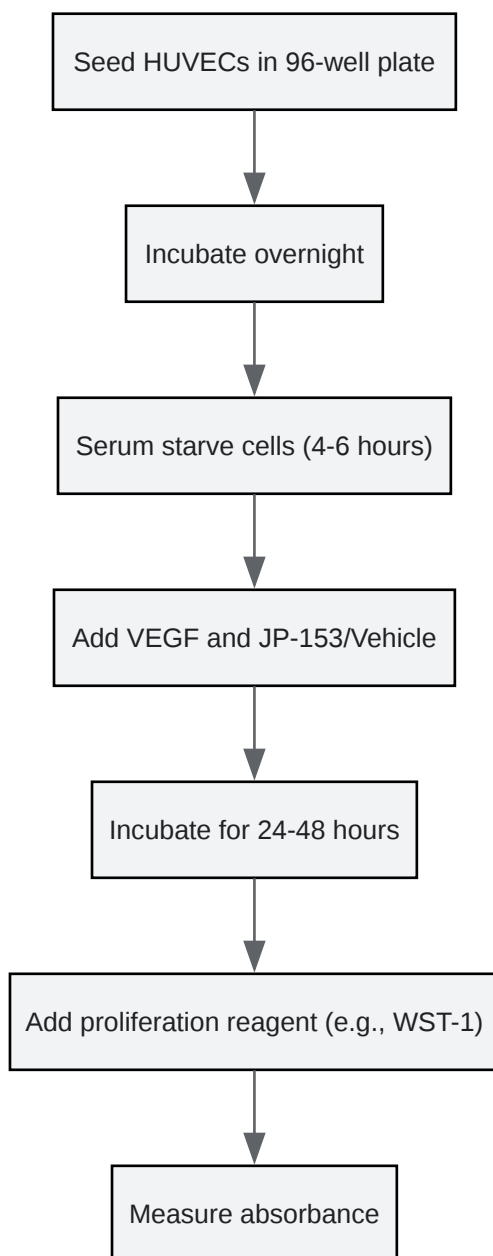 Seed HUVECs in 96-well plate
Incubate overnight
Serum starve cells (4-6 hours)
Add VEGF and JP-153/Vehicle
Incubate for 24-48 hours
Add proliferation reagent (e.g., WST-1)
Measure absorbance